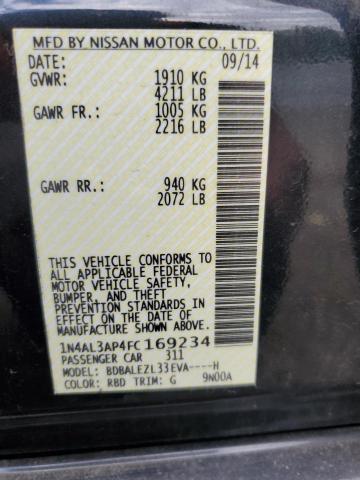 MFD BY NISSAN MOTOR CO., LTD.
DATE: 09/14
GVWR: 1910 KG
4211 LB
GAWR FR.: 1005 KG
2216 LB
GAWR RR.: 940 KG
2072 LB
THIS VEHICLE CONFORMS TO
ALL APPLICABLE FEDERAL
MOTOR VEHICLE SAFETY,
BUMPER, AND THEFT
PREVENTION STANDARDS IN
EFFECT ON THE DATE OF
MANUFACTURE SHOWN ABOVE.
1N4AL3AP4FC169234
PASSENGER CAR 311
MODEL: BDBALEZL33EVA----H
COLOR: RBD TRIM: G 9N00A